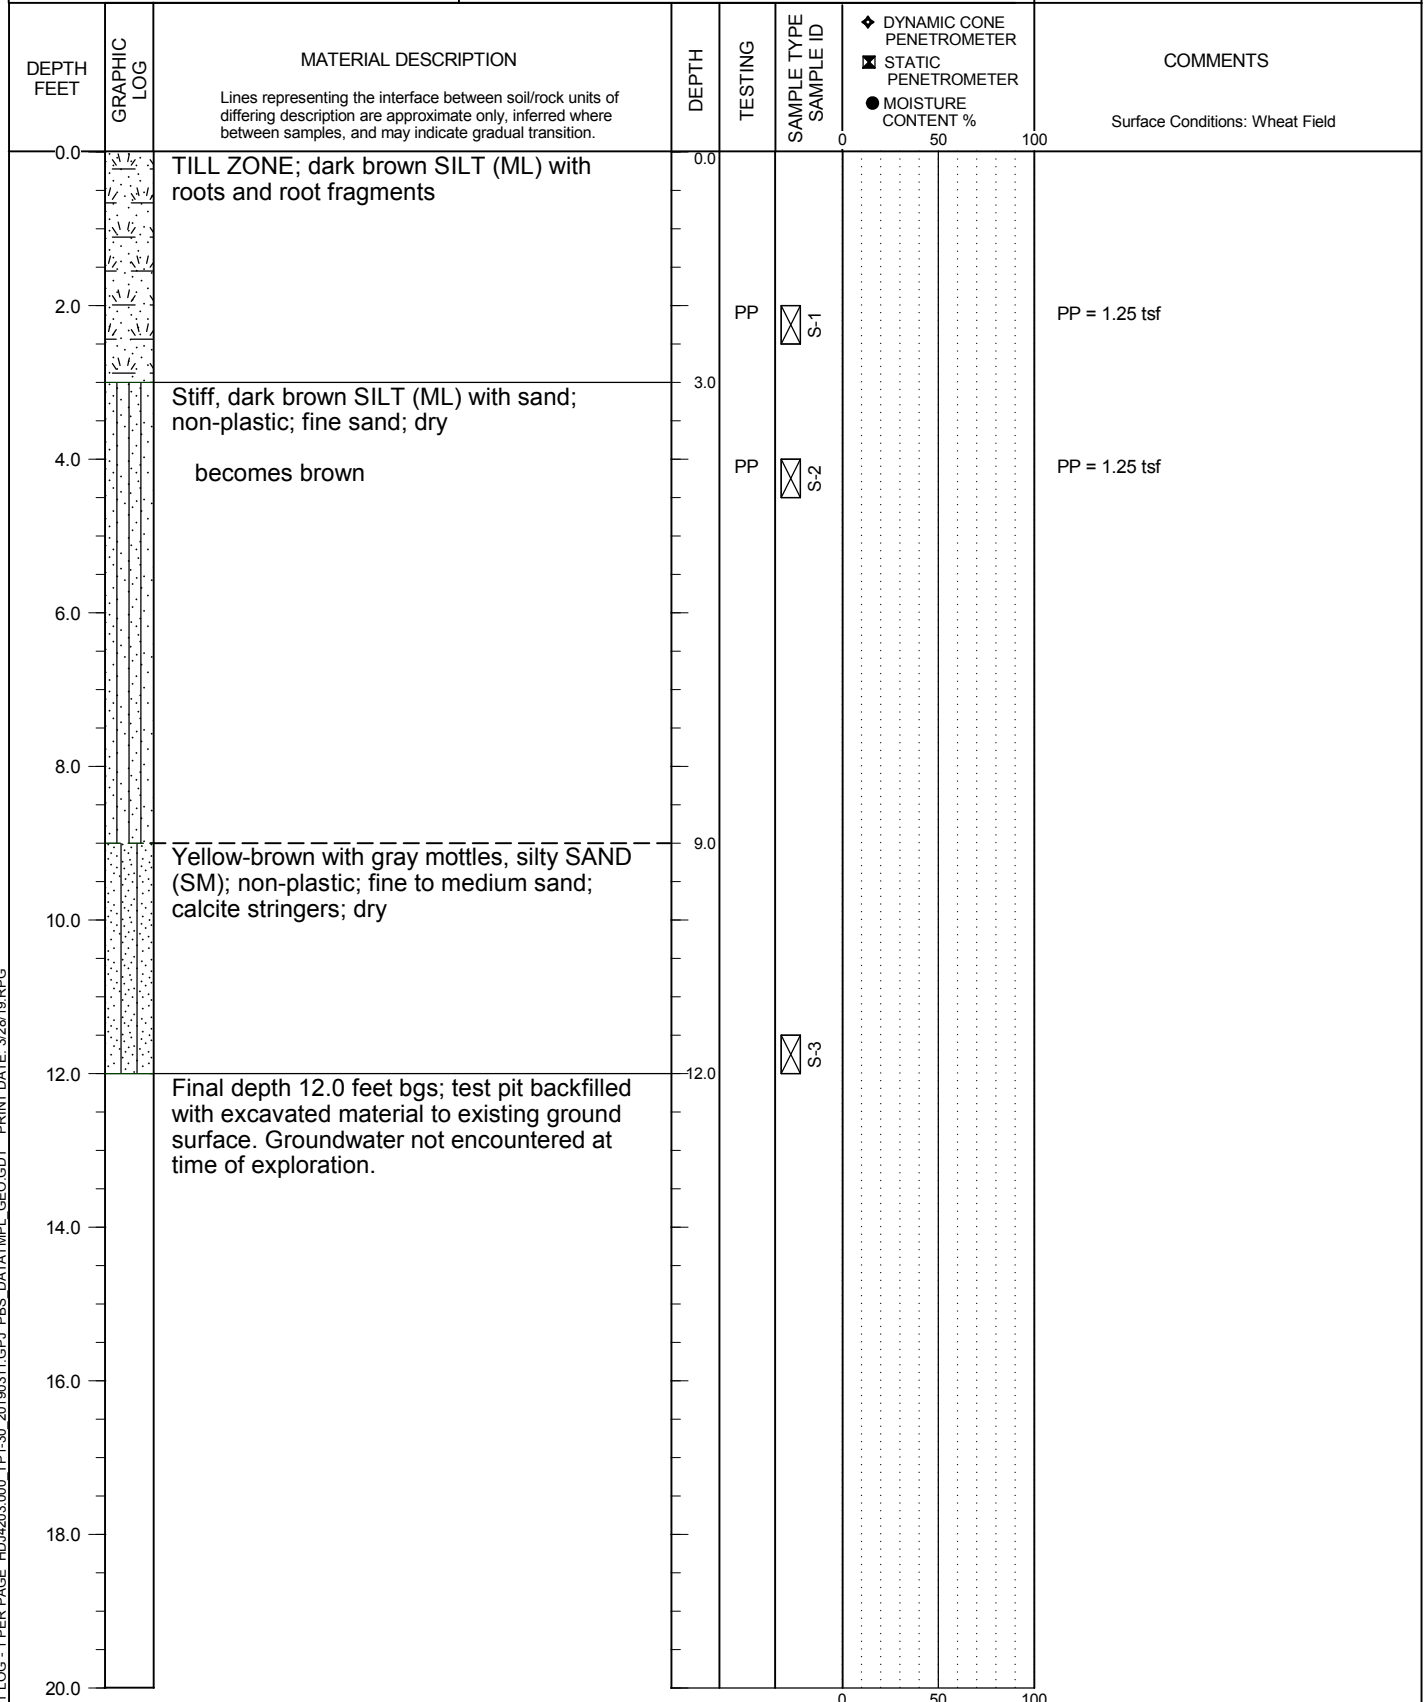 DEPTH
FEET
GRAPHIC
LOG
MATERIAL DESCRIPTION
Lines representing the interface between soil/rock units of
differing description are approximate only, inferred where
between samples, and may indicate gradual transition.
DEPTH
TESTING
SAMPLE TYPE
SAMPLE ID
DYNAMIC CONE
PENETROMETER
STATIC
PENETROMETER
MOISTURE
CONTENT %
0 50 100
COMMENTS
Surface Conditions: Wheat Field
0.0
TILL ZONE; dark brown SILT (ML) with
roots and root fragments
0.0
2.0
PP
S-1
PP = 1.25 tsf
Stiff, dark brown SILT (ML) with sand;
non-plastic; fine sand; dry
3.0
4.0
becomes brown
PP
S-2
PP = 1.25 tsf
6.0
8.0
Yellow-brown with gray mottles, silty SAND
(SM); non-plastic; fine to medium sand;
calcite stringers; dry
9.0
10.0
S-3
12.0
12.0
Final depth 12.0 feet bgs; test pit backfilled
with excavated material to existing ground
surface. Groundwater not encountered at
time of exploration.
14.0
16.0
18.0
20.0
0 50 100